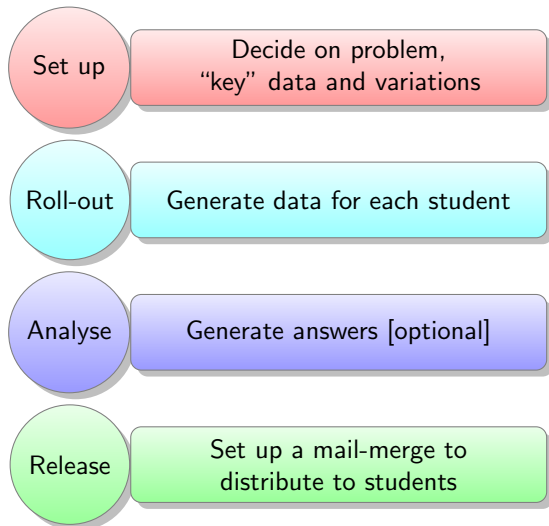 Set up
Decide on problem,
“key” data and variations
Roll-out
Generate data for each student
Analyse
Generate answers [optional]
Release
Set up a mail-merge to
distribute to students